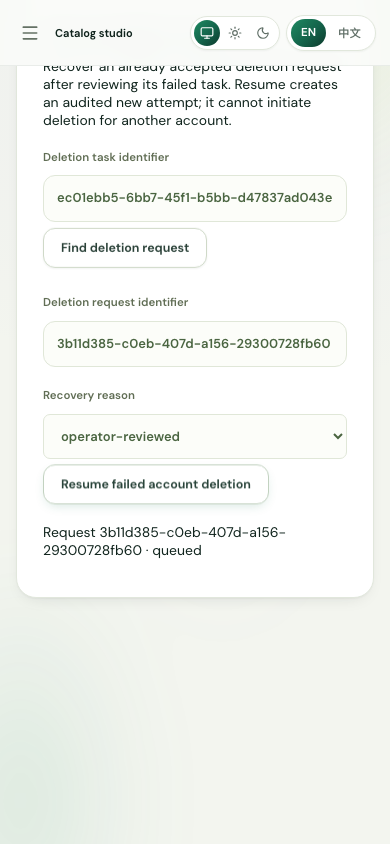 Catalog studio
EN
中文
Recover an already accepted deletion request
after reviewing its failed task. Resume creates
an audited new attempt; it cannot initiate
deletion for another account.
Deletion task identifier
ec01ebb5-6bb7-45f1-b5bb-d47837ad043e
Find deletion request
Deletion request identifier
3b11d385-c0eb-407d-a156-29300728fb60
Recovery reason
operator-reviewed
Resume failed account deletion
Request 3b11d385-c0eb-407d-a156-
29300728fb60 · queued